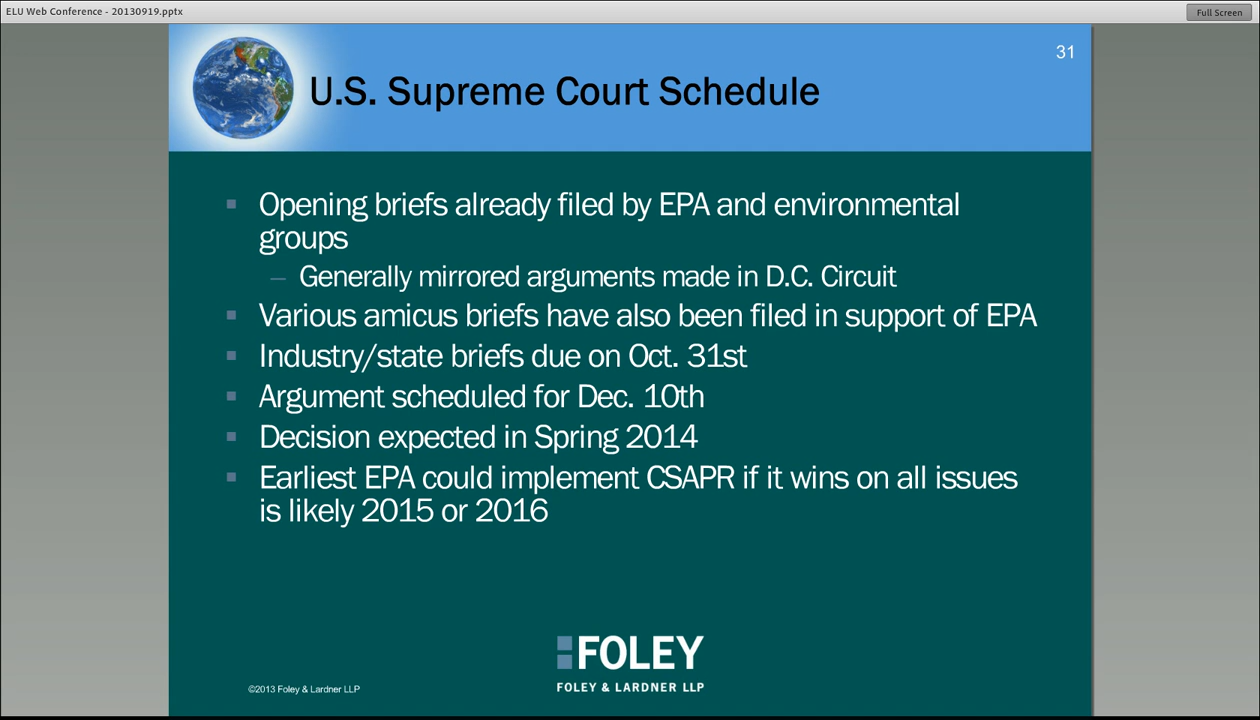 ELU Web Conference - 20130919.pptx
Full Screen
31
U.S. Supreme Court Schedule
Opening briefs already filed by EPA and environmental
groups
– Generally mirrored arguments made in D.C. Circuit
Various amicus briefs have also been filed in support of EPA
Industry/state briefs due on Oct. 31st
Argument scheduled for Dec. 10th
Decision expected in Spring 2014
Earliest EPA could implement CSAPR if it wins on all issues
is likely 2015 or 2016
FOLEY
FOLEY & LARDNER LLP
©2013 Foley & Lardner LLP